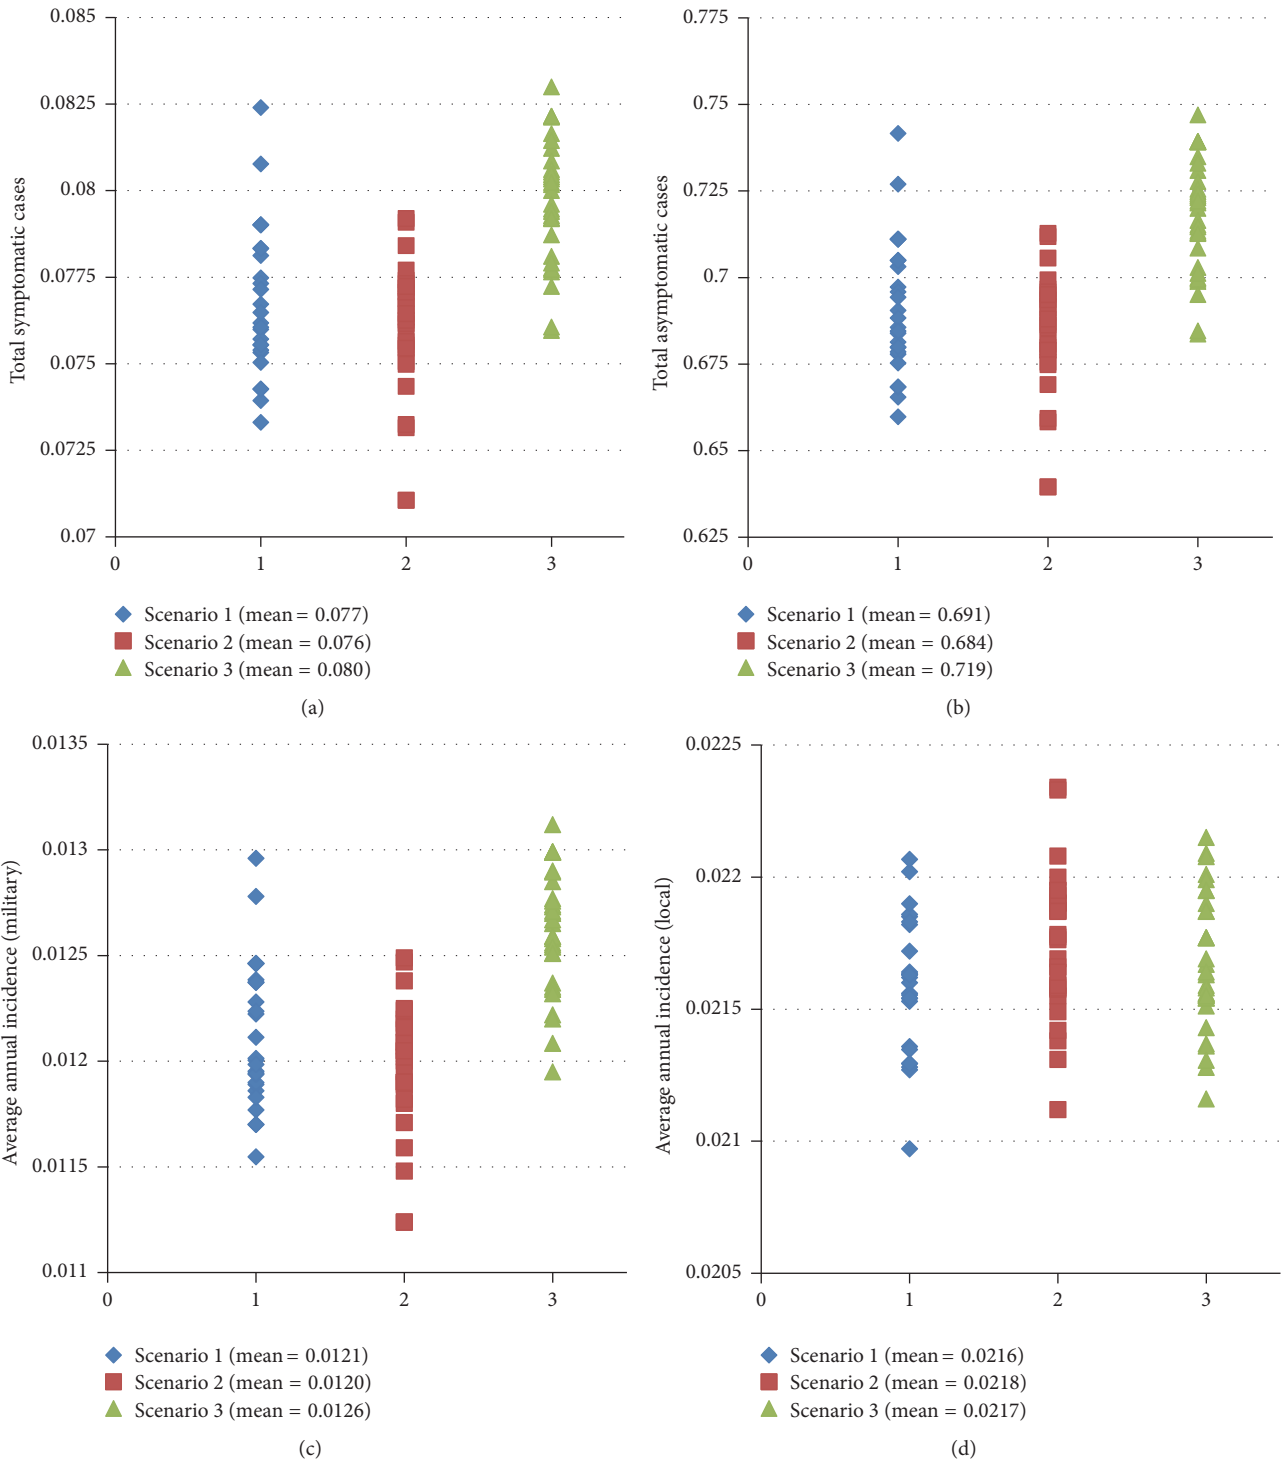 0.085
0.0825
0.08
0.0775
0.075
0.0725
0.07
Total symptomatic cases
0 1 2 3
Scenario 1 (mean = 0.077)
Scenario 2 (mean = 0.076)
Scenario 3 (mean = 0.080)
(a)
0.775
0.75
0.725
0.7
0.675
0.65
0.625
Total asymptomatic cases
0 1 2 3
Scenario 1 (mean = 0.691)
Scenario 2 (mean = 0.684)
Scenario 3 (mean = 0.719)
(b)
0.0135
0.013
0.0125
0.012
0.0115
0.011
Average annual incidence (military)
0 1 2 3
Scenario 1 (mean = 0.0121)
Scenario 2 (mean = 0.0120)
Scenario 3 (mean = 0.0126)
(c)
0.0225
0.022
0.0215
0.021
0.0205
Average annual incidence (local)
0 1 2 3
Scenario 1 (mean = 0.0216)
Scenario 2 (mean = 0.0218)
Scenario 3 (mean = 0.0217)
(d)